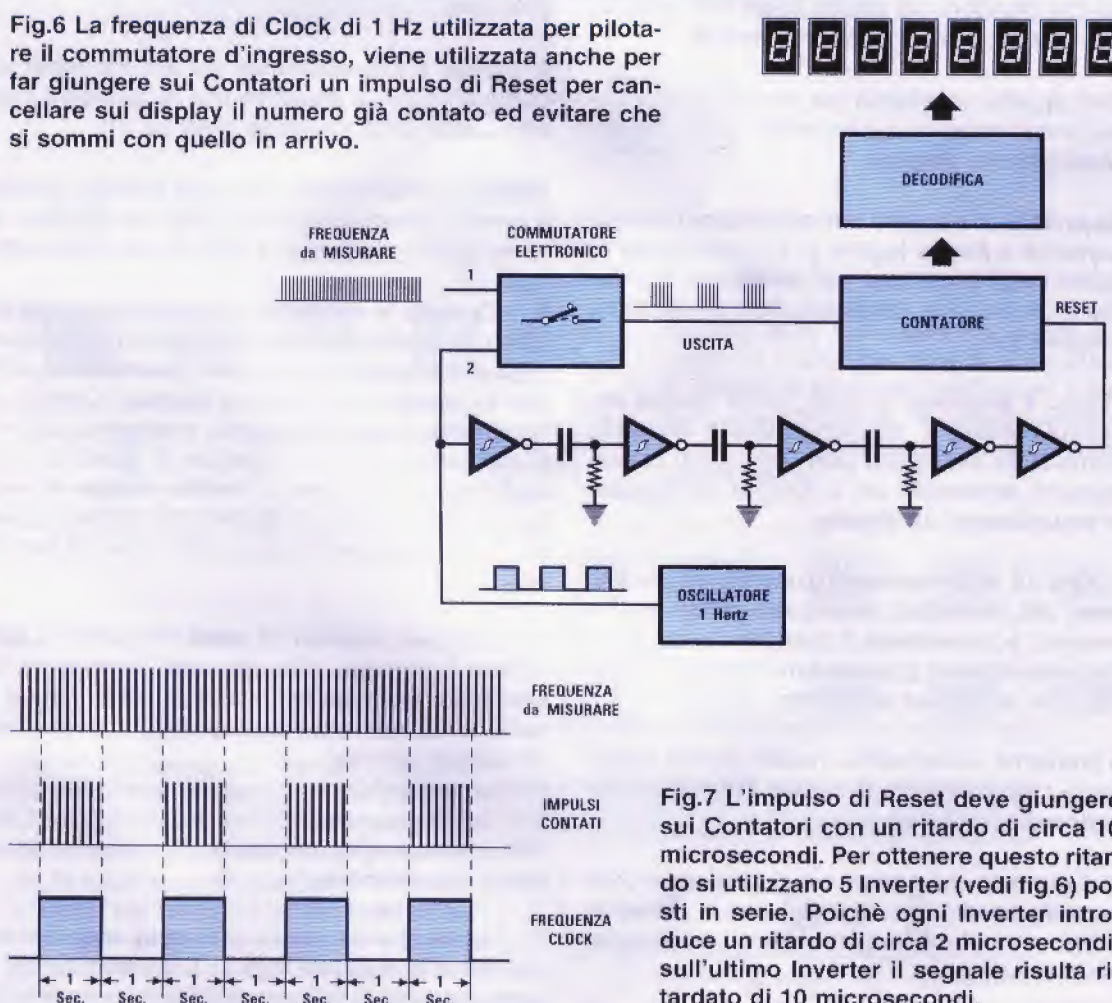 Fig.6 La frequenza di Clock di 1 Hz utilizzata per pilota-
re il commutatore d'ingresso, viene utilizzata anche per
far giungere sui Contatori un impulso di Reset per can-
cellare sui display il numero già contato ed evitare che
si sommi con quello in arrivo.
DECODIFICA
FREQUENZA
da MISURARE
COMMUTATORE
ELETTRONICO
1
2
USCITA
CONTATORE
RESET
OSCILLATORE
1 Hertz
FREQUENZA
da MISURARE
IMPULSI
CONTATI
FREQUENZA
CLOCK
1 1 1 1 1 1 1
Sec. Sec. Sec. Sec. Sec. Sec. Sec.
Fig.7 L'impulso di Reset deve giungere
sui Contatori con un ritardo di circa 10
microsecondi. Per ottenere questo ritar-
do si utilizzano 5 Inverter (vedi fig.6) po-
sti in serie. Poichè ogni Inverter intro-
duce un ritardo di circa 2 microsecondi,
sull'ultimo Inverter il segnale risulta ri-
tardato di 10 microsecondi.